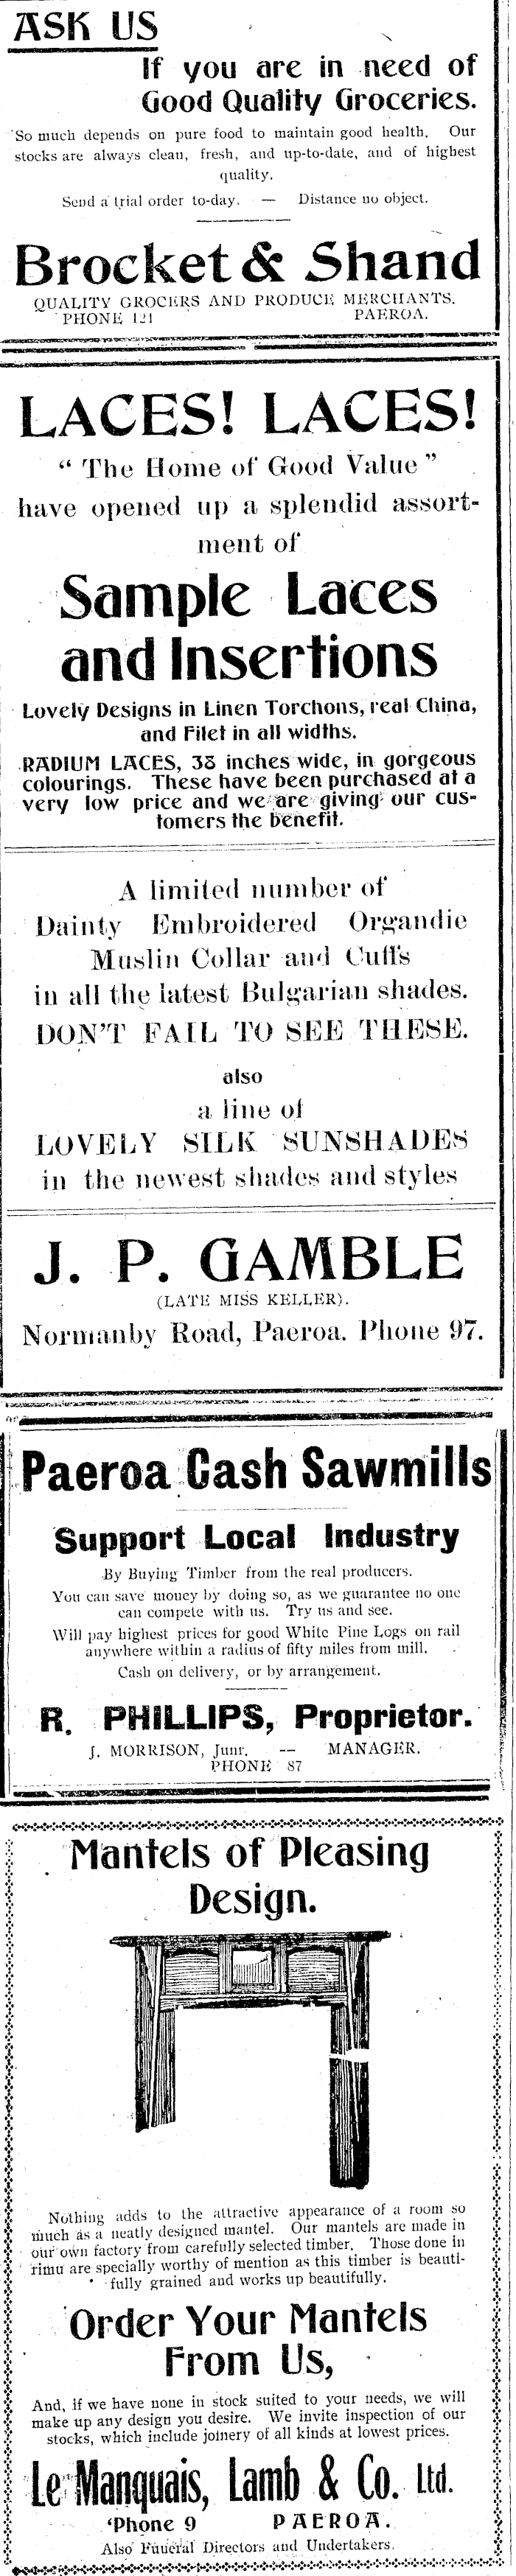 ASK US
If you are in need of
Good Quality Groceries.
So much depends on pure food to maintain good health. Our
stocks are always clean, fresh, and up-to-date, and of highest
quality.
Send a trial order to-day. — Distance no object.
Brocket & Shand
QUALITY GROCERS AND PRODUCE MERCHANTS.
PHONE 121 PAEROA.
LACES! LACES!
“ The Home of Good Value ”
have opened up a splendid assort-
ment of
Sample Laces
and Insertions
Lovely Designs in Linen Torchons, real China,
and Filet in all widths.
RADIUM LACES, 38 inches wide, in gorgeous
colourings. These have been purchased at a
very low price and we are giving our cus-
tomers the benefit.
A limited number of
Dainty Embroidered Organdie
Muslin Collar and Cuffs
in all the latest Bulgarian shades.
DON'T FAIL TO SEE THESE.
also
a line of
LOVELY SILK SUNSHADES
in the newest shades and styles
J. P. GAMBLE
(LATE MISS KELLER).
Normanby Road, Paeroa. Phone 97.
Paeroa Cash Sawmills
Support Local Industry
By Buying Timber from the real producers.
You can save money by doing so, as we guarantee no one
can compete with us. Try us and see.
Will pay highest prices for good White Pine Logs on rail
anywhere within a radius of fifty miles from mill.
Cash on delivery, or by arrangement.
R. PHILLIPS, Proprietor.
J. MORRISON, Junr. -- MANAGER.
PHONE 87
Mantels of Pleasing
Design.
Nothing adds to the attractive appearance of a room so
much as a neatly designed mantel. Our mantels are made in
our own factory from carefully selected timber. Those done in
rimu are specially worthy of mention as this timber is beauti-
fully grained and works up beautifully.
Order Your Mantels
From Us,
And, if we have none in stock suited to your needs, we will
make up any design you desire. We invite inspection of our
stocks, which include joinery of all kinds at lowest prices.
Le Manquais, Lamb & Co. Ltd.
'Phone 9 PAEROA.
Also Funeral Directors and Undertakers.